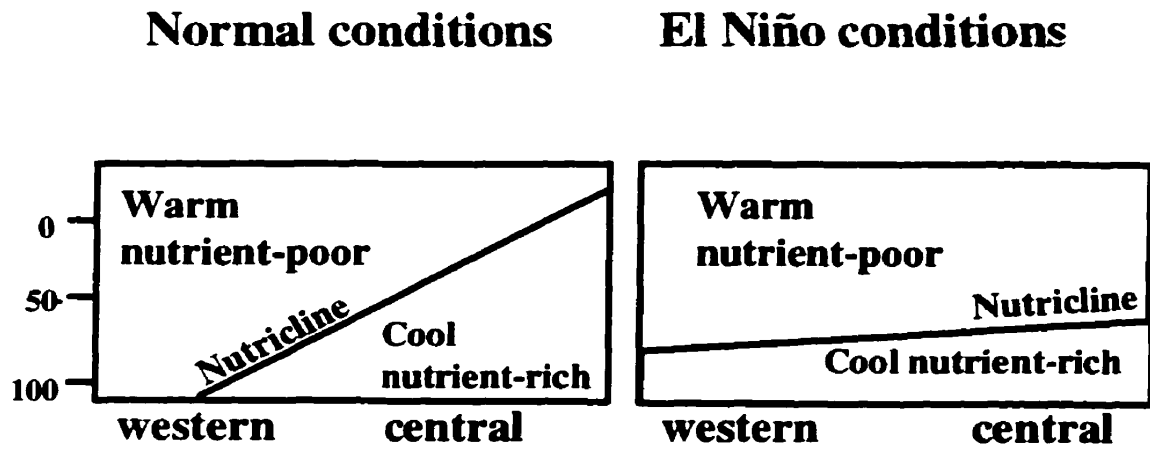 Normal conditions
El Niño conditions
0
50
100
Warm
nutrient-poor
Nutricline
Cool
nutrient-rich
western
central
Warm
nutrient-poor
Nutricline
Cool nutrient-rich
western
central